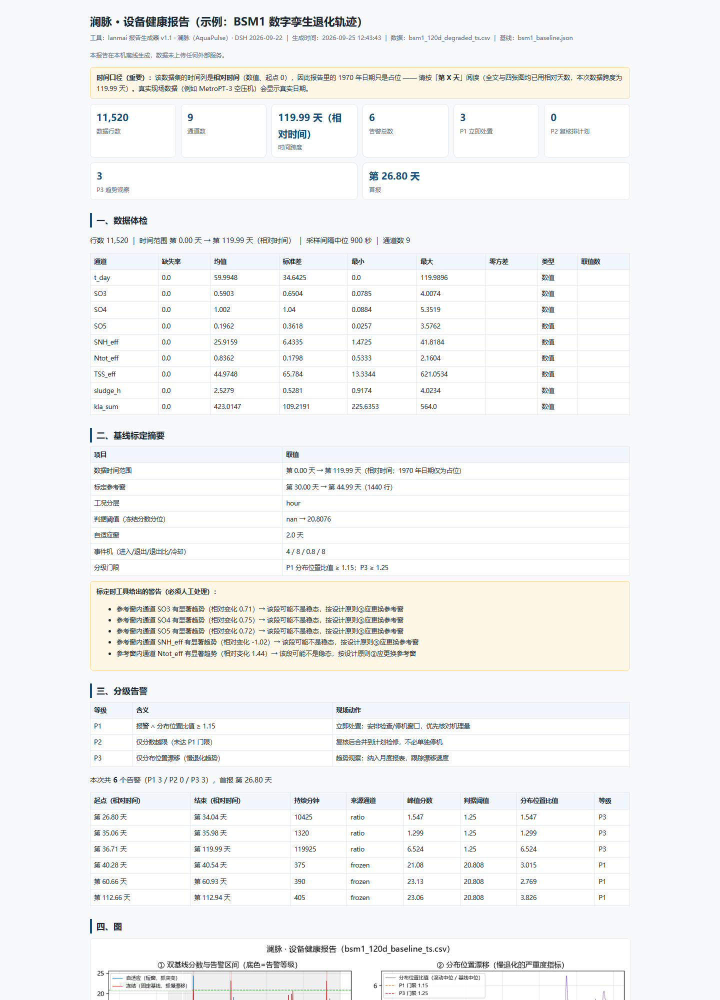 澜脉 · 设备健康报告（示例：BSM1 数字孪生退化轨迹）
工具：lanmai 报告生成器 v1.1 · 澜脉（AquaPulse）· DSH 2026-09-22 | 生成时间：2026-09-25 12:43:43 | 数据：bsm1_120d_degraded_ts.csv | 基线：bsm1_baseline.json
本报告在本机离线生成，数据未上传任何外部服务。
时间口径（重要）：该数据集的时间列是相对时间（数值、起点 0），因此报告里的 1970 年日期只是占位 —— 请按「第 X 天」阅读（全文与四张图均已用相对天数，本次数据跨度为
119.99 天）。真实现场数据（例如 MetroPT-3 空压机）会显示真实日期。
11,520
数据行数
9
通道数
119.99 天（相
对时间）
时间跨度
6
告警总数
3
P1 立即处置
0
P2 复核排计划
3
P3 趋势观察
第 26.80 天
首报
一、数据体检
行数 11,520 | 时间范围 第 0.00 天 → 第 119.99 天（相对时间） | 采样间隔中位 900 秒 | 通道数 9
通道 缺失率 均值 标准差 最小 最大 零方差 类型 取值数
t_day 0.0 59.9948 34.6425 0.0 119.9896 数值
SO3 0.0 0.5903 0.6504 0.0785 4.0074 数值
SO4 0.0 1.002 1.04 0.0884 5.3519 数值
SO5 0.0 0.1962 0.3618 0.0257 3.5762 数值
SNH_eff 0.0 25.9159 6.4335 1.4725 41.8184 数值
Ntot_eff 0.0 0.8362 0.1798 0.5333 2.1604 数值
TSS_eff 0.0 44.9748 65.784 13.3344 621.0534 数值
sludge_h 0.0 2.5279 0.5281 0.9174 4.0234 数值
kla_sum 0.0 423.0147 109.2191 225.6353 564.0 数值
二、基线标定摘要
项目 取值
数据时间范围 第 0.00 天 → 第 119.99 天（相对时间；1970 年日期仅为占位）
标定参考窗 第 30.00 天 → 第 44.99 天（1440 行）
工况分层 hour
判据阈值（冻结分数分位） nan → 20.8076
自适应窗 2.0 天
事件机（进入/退出/退出比/冷却） 4 / 8 / 0.8 / 8
分级门限 P1 分布位置比值 ≥ 1.15；P3 ≥ 1.25
标定时工具给出的警告（必须人工处理）：
• 参考窗内通道 SO3 有显著趋势（相对变化 0.71）→ 该段可能不是稳态，按设计原则③应更换参考窗
• 参考窗内通道 SO4 有显著趋势（相对变化 0.75）→ 该段可能不是稳态，按设计原则③应更换参考窗
• 参考窗内通道 SO5 有显著趋势（相对变化 0.72）→ 该段可能不是稳态，按设计原则③应更换参考窗
• 参考窗内通道 SNH_eff 有显著趋势（相对变化 -1.02）→ 该段可能不是稳态，按设计原则③应更换参考窗
• 参考窗内通道 Ntot_eff 有显著趋势（相对变化 1.44）→ 该段可能不是稳态，按设计原则③应更换参考窗
三、分级告警
等级 含义 现场动作
P1 报警 ∧ 分布位置比值 ≥ 1.15 立即处置：安排检查/停机窗口，优先核对机理量
P2 仅分数越限（未达 P1 门限） 复核后合并到计划检修，不必单独停机
P3 仅分布位置漂移（慢退化趋势） 趋势观察：纳入月度报表，跟踪漂移速度
本次共 6 个告警（P1 3 / P2 0 / P3 3），首报 第 26.80 天
起点（相对时间） 结束（相对时间） 持续分钟 来源通道 峰值分数 判据阈值 分布位置比值 等级
第 26.80 天 第 34.04 天 10425 ratio 1.547 1.25 1.547 P3
第 35.06 天 第 35.98 天 1320 ratio 1.299 1.25 1.299 P3
第 36.71 天 第 119.99 天 119925 ratio 6.524 1.25 6.524 P3
第 40.28 天 第 40.54 天 375 frozen 21.08 20.808 3.015 P1
第 60.66 天 第 60.93 天 390 frozen 23.13 20.808 2.769 P1
第 112.66 天 第 112.94 天 405 frozen 23.06 20.808 3.826 P1
四、图
澜脉 · 设备健康报告（bsm1_120d_baseline_ts.csv）
① 双基线分数与告警区间（底色=告警等级）
② 分布位置漂移（慢退化的严重度指标）
25
自适应（短窗，抓突变）
冻结（固定基线，抓慢漂移）
20
分布位置比值（滚动中位 / 基线中位）
6
P1 门限 1.15
P3 门限 1.25